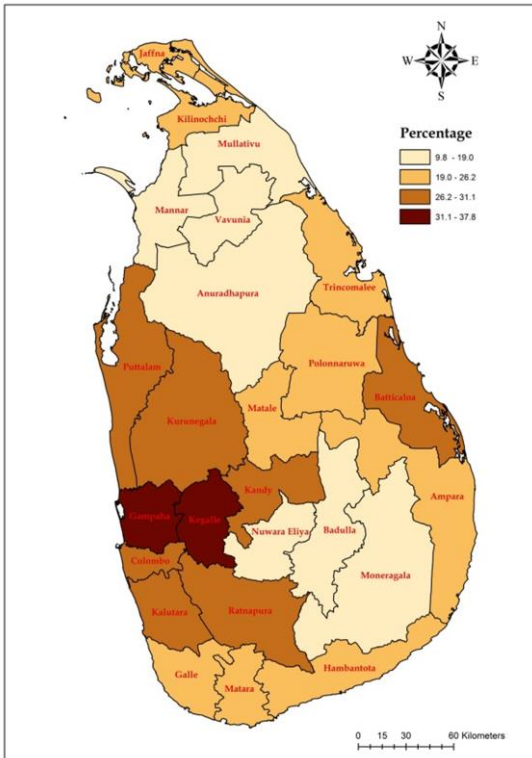 N
W E
S
Percentage
9.8 - 19.0
19.0 - 26.2
26.2 - 31.1
31.1 - 37.8
Jaffna
Kilinochchi
Mullativu
Mannar
Vavunia
Anuradhapura
Trincomalee
Polonnaruwa
Puttalam
Batticaloa
Kurunegala
Matale
Kandy
Ampara
Gampaha
Kegalle
Nuwara Eliya
Badulla
Colombo
Moneragala
Kalutara
Ratnapura
Hambantota
Galle
Matara
0 15 30 60 Kilometers